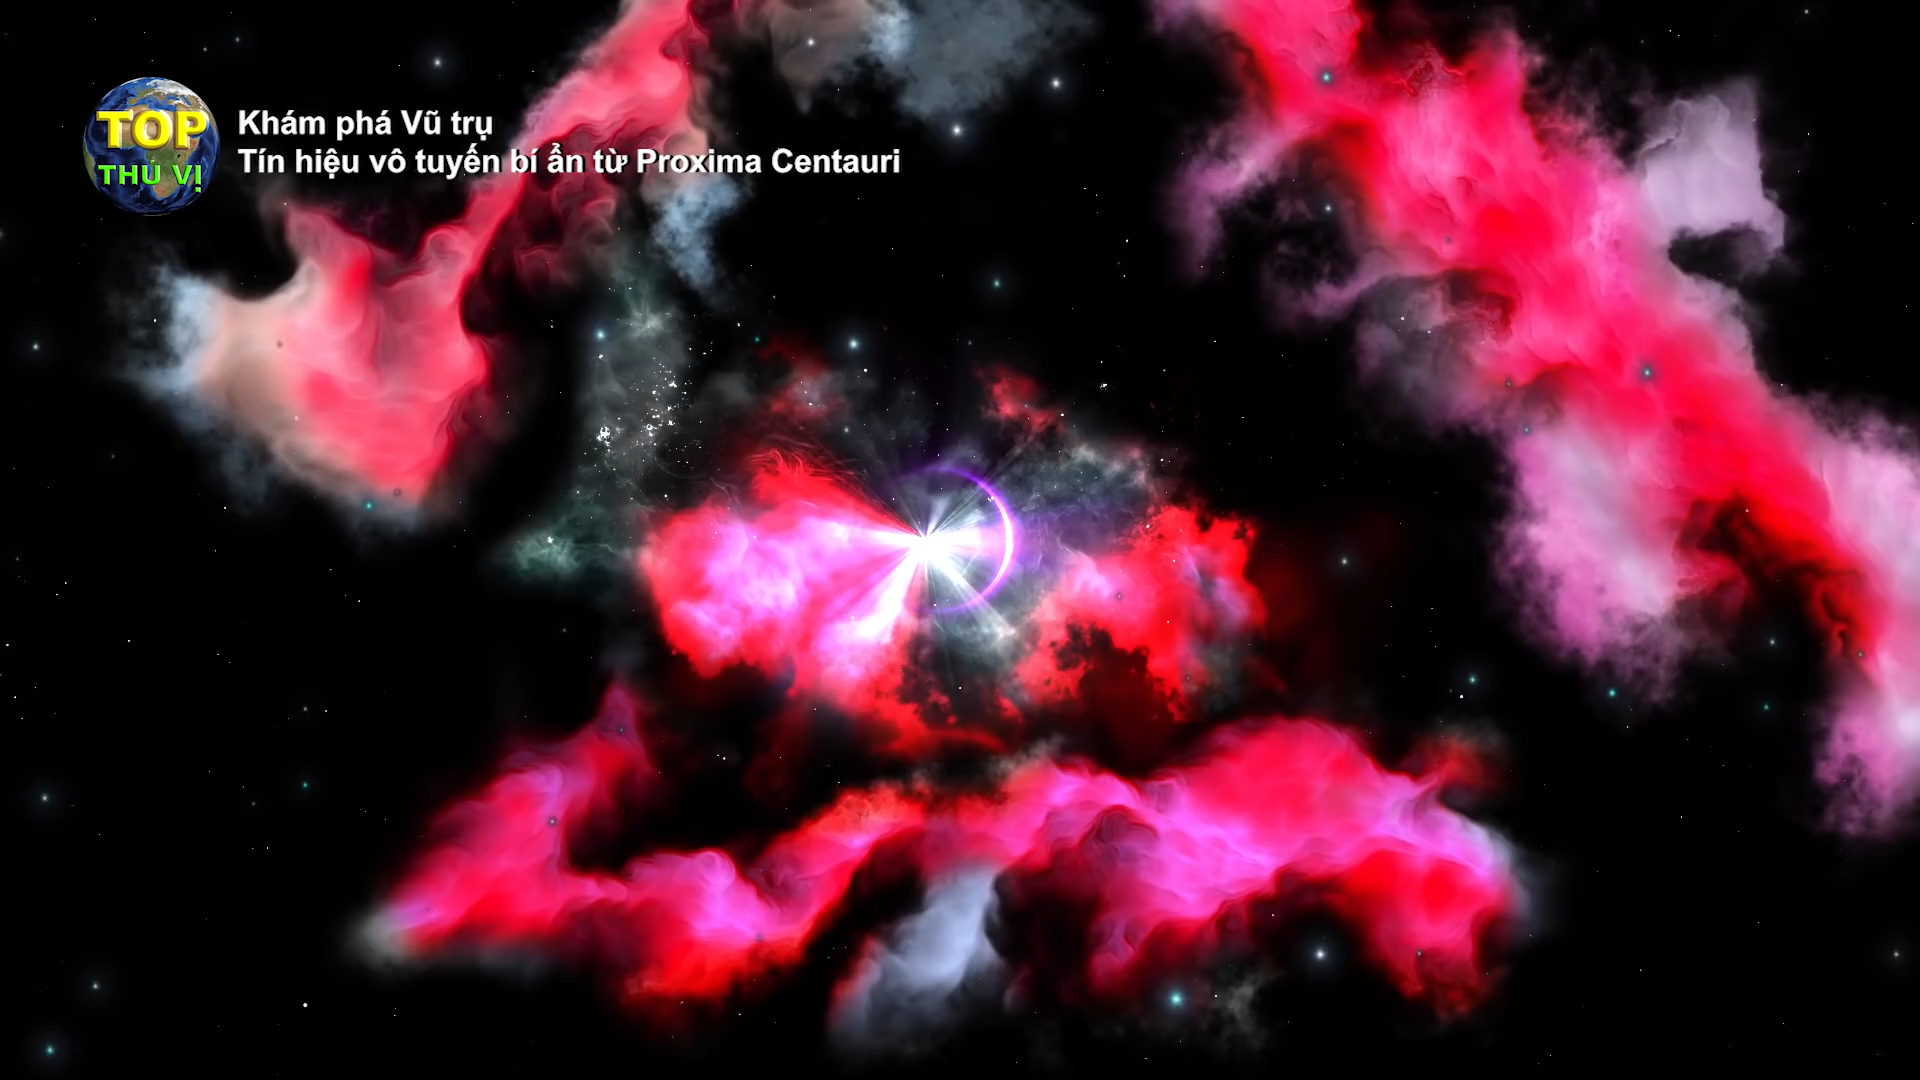 TOP
THÚ VỊ
Khám phá Vũ trụ
Tín hiệu vô tuyến bí ẩn từ Proxima Centauri